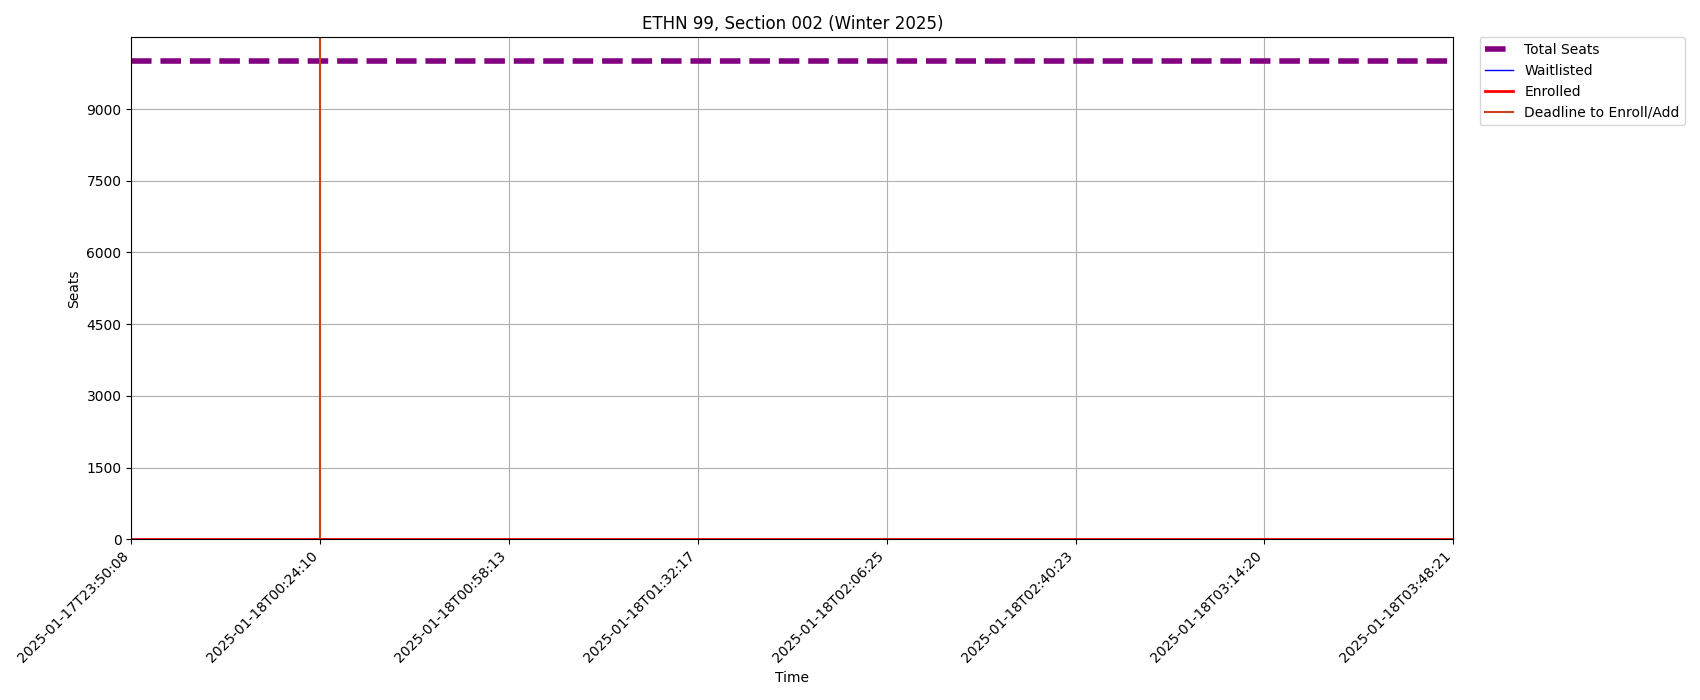 ETHN 99, Section 002 (Winter 2025)
Total Seats
Waitlisted
Enrolled
Deadline to Enroll/Add
Seats
9000
7500
6000
4500
3000
1500
0
2025-01-17T23:50:08
2025-01-18T00:24:10
2025-01-18T00:58:13
2025-01-18T01:32:17
2025-01-18T02:06:25
2025-01-18T02:40:23
2025-01-18T03:14:20
2025-01-18T03:48:21
Time